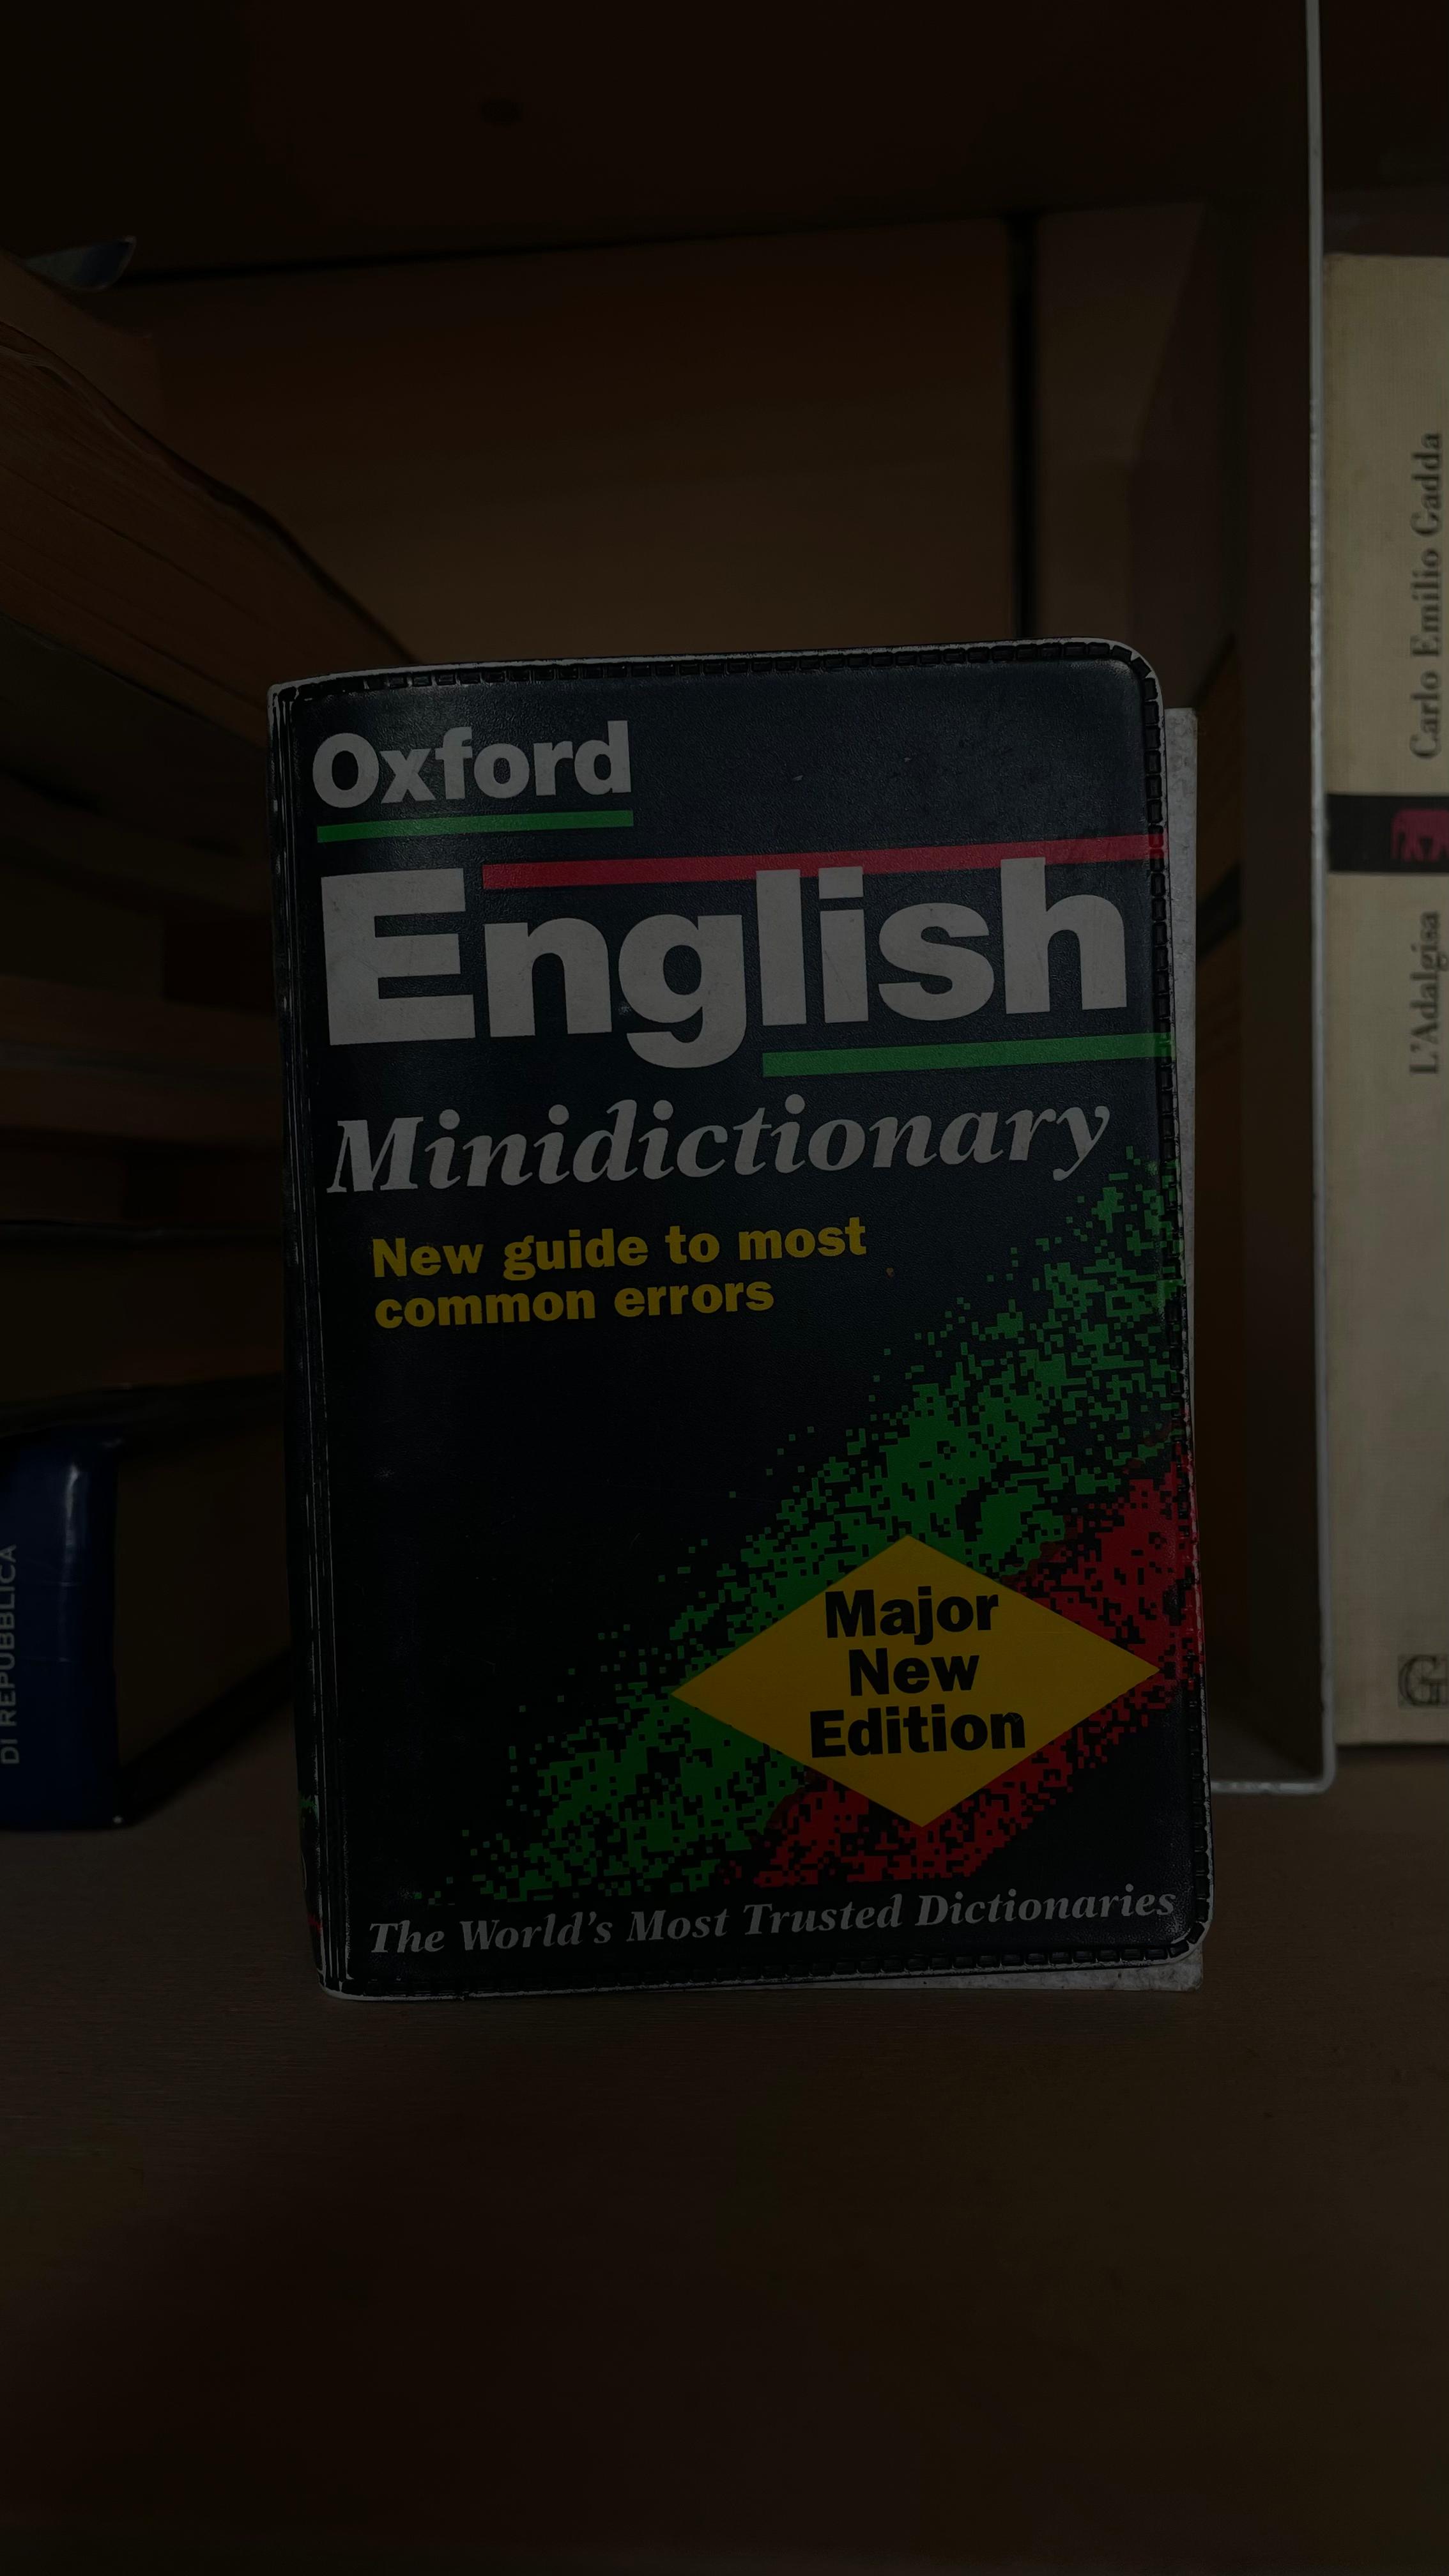 Oxford
English
Minidictionary
New guide to most
common errors
Major
New
Edition
The World's Most Trusted Dictionaries
Carlo Emilio Gadda
L'Adalgisa
DI REPUBBLICA